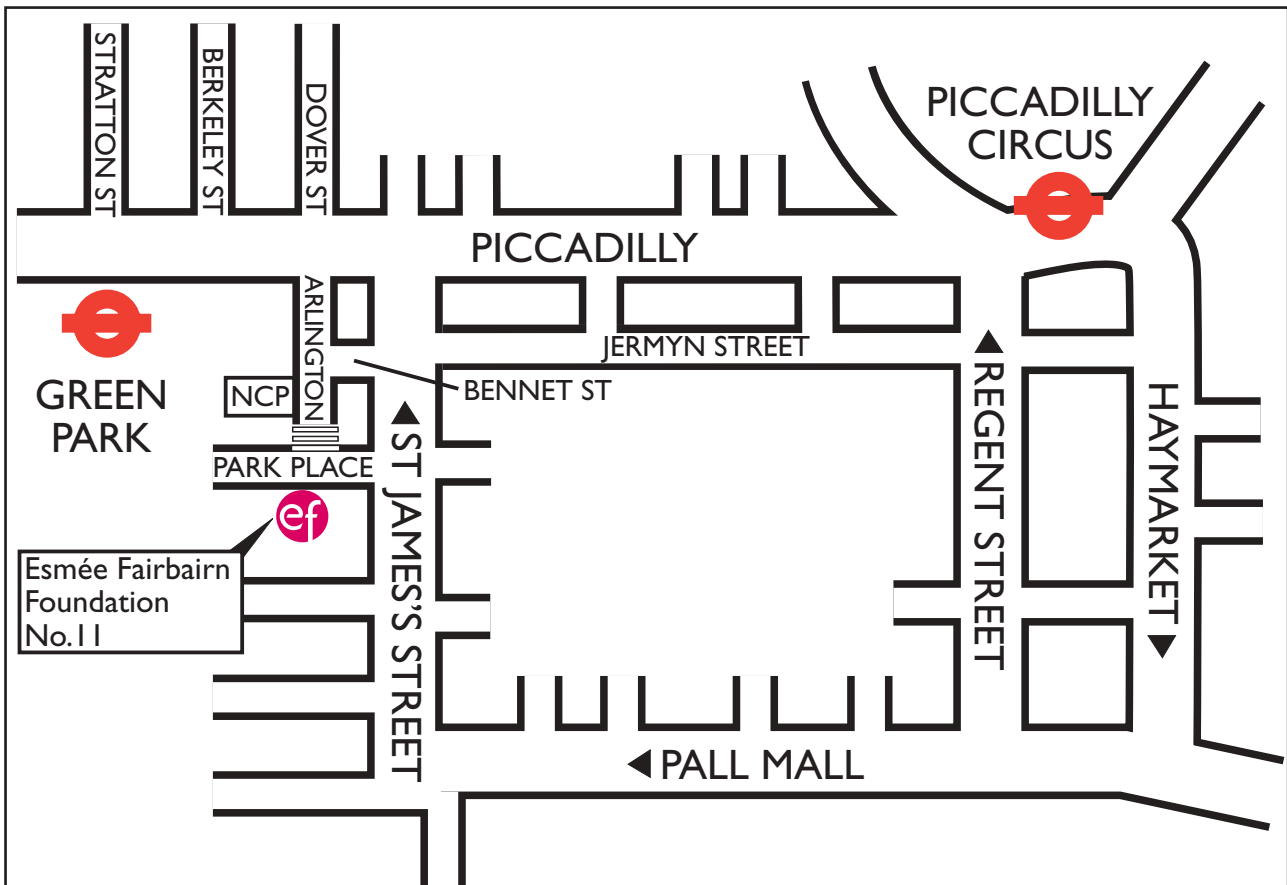 STRATTON ST
BERKELEY ST
DOVER ST
PICCADILLY
CIRCUS
PICCADILLY
ARLINGTON
JERMYN STREET
BENNET ST
GREEN
PARK
NCP
PARK PLACE
ef
Esmée Fairbairn
Foundation
No.11
ST JAMES'S STREET
REGENT STREET
HAYMARKET
PALL MALL